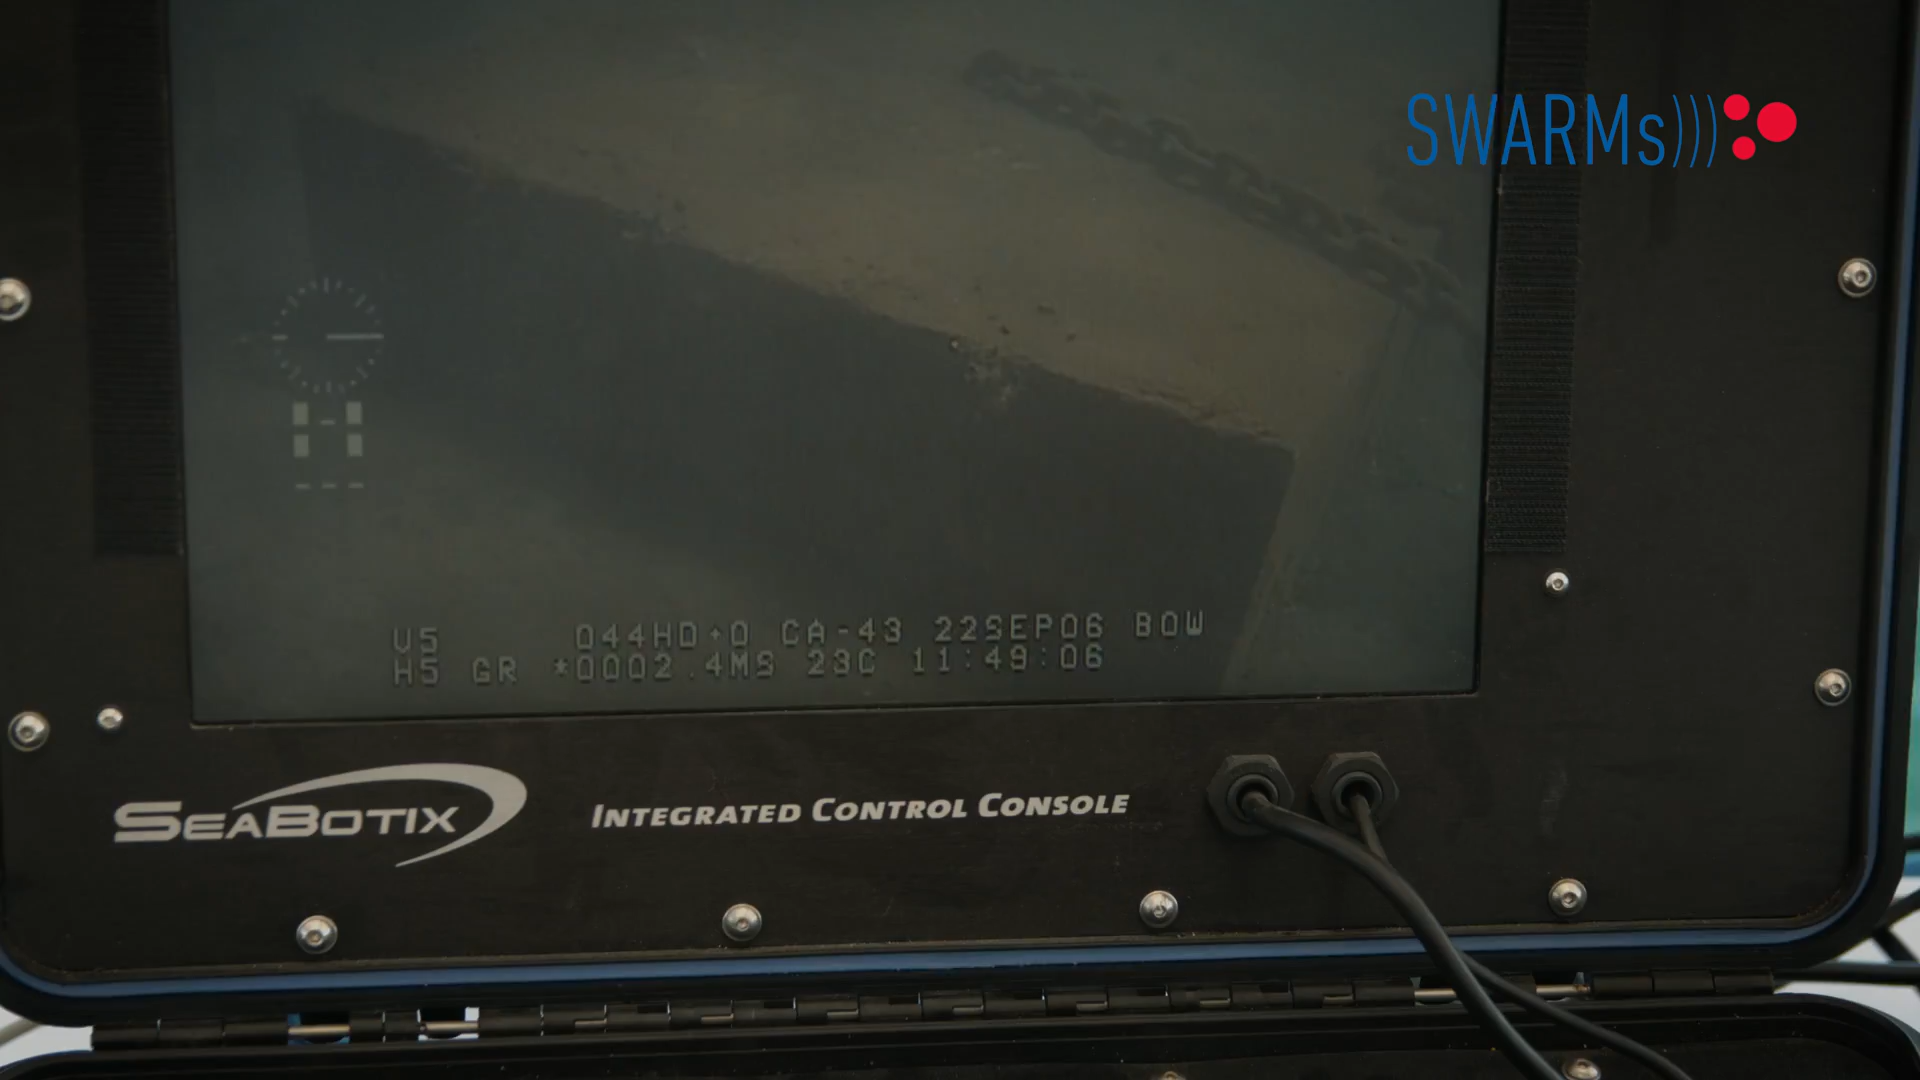 SWARMs
V5 044HD+0 CA-43 22SEP06 BOW
H5 GR *0002.4MS 23C 11:49:06
SEABOTIX
INTEGRATED CONTROL CONSOLE